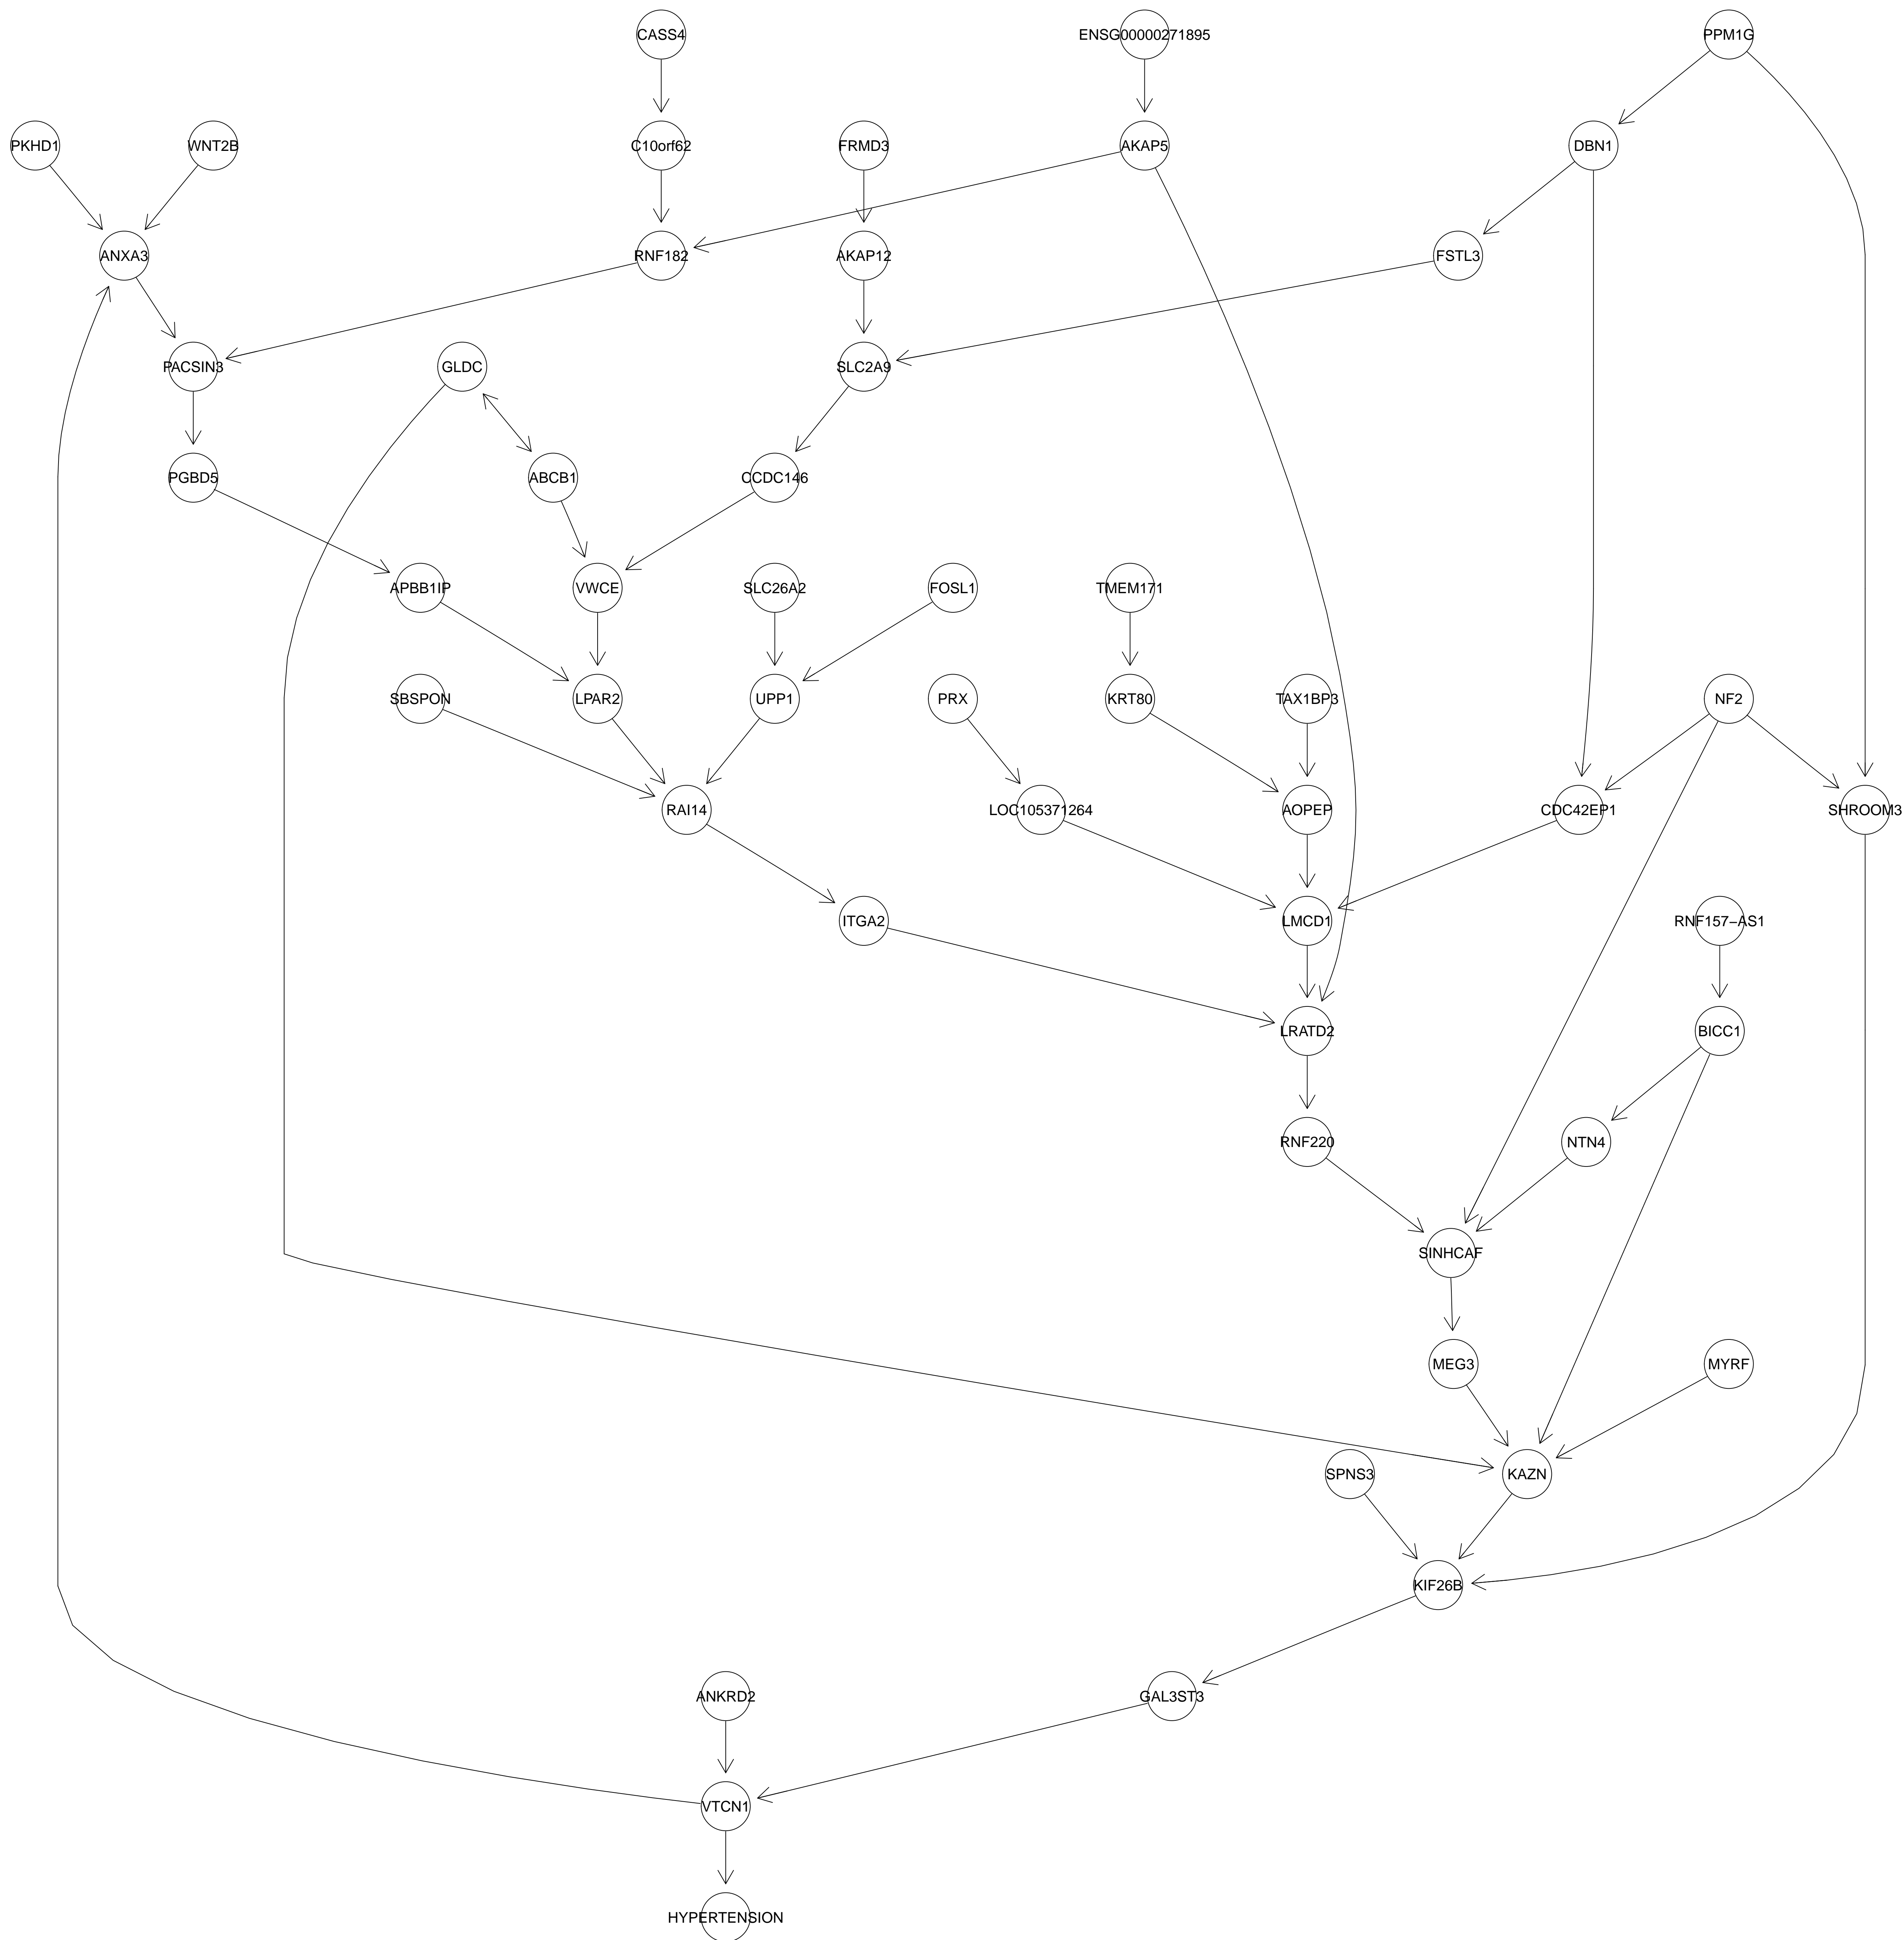 CASS4
ENSG00000271895
PPM1G
PKHD1
WNT2B
C10orf62
FRMD3
AKAP5
DBN1
ANXA3
RNF182
AKAP12
FSTL3
PACSIN3
GLDC
SLC2A9
PGBD5
ABCB1
CCDC146
APBB1IP
VWCE
SLC26A2
FOSL1
TMEM171
SBSPON
LPAR2
UPP1
PRX
KRT80
TAX1BP3
NF2
RAI14
LOC105371264
AOPEP
CDC42EP1
SHROOM3
ITGA2
LMCD1
RNF157-AS1
LRATD2
BICC1
RNF220
NTN4
SINHCAF
MEG3
MYRF
SPNS3
KAZN
KIF26B
ANKRD2
GAL3ST3
VTCN1
HYPERTENSION